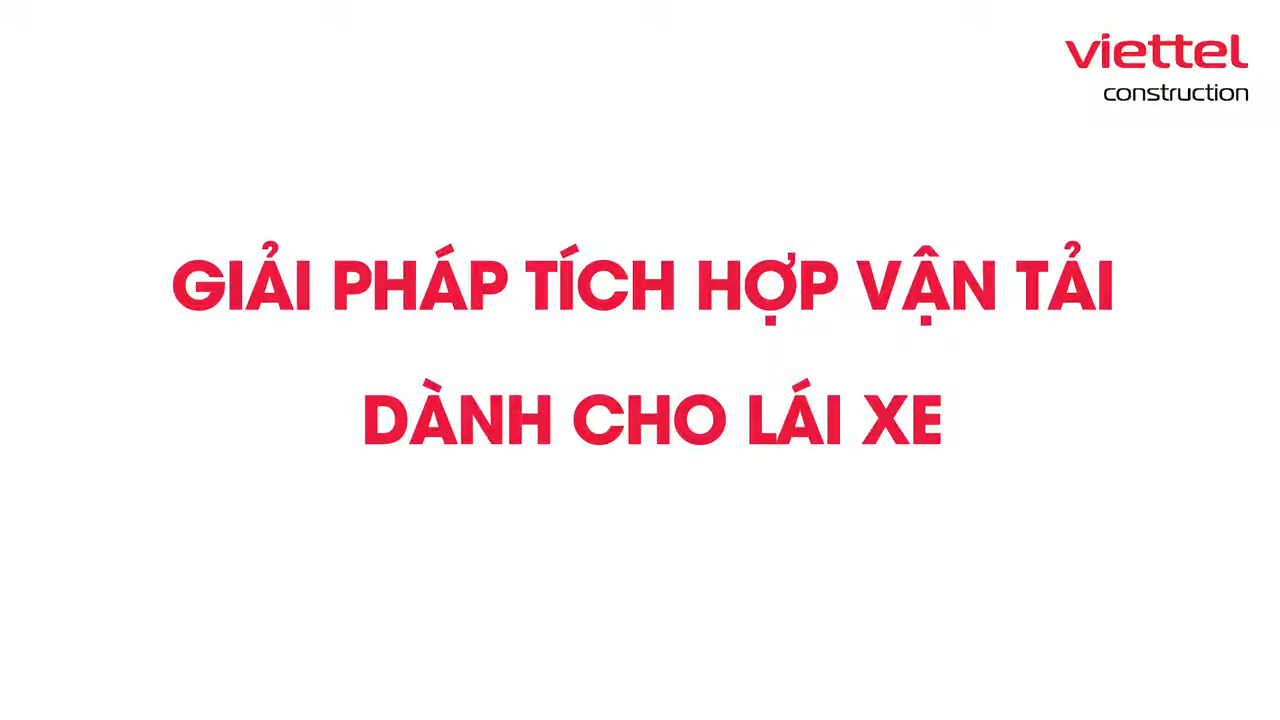 viettel
construction
GIẢI PHÁP TÍCH HỢP VẬN TẢI
DÀNH CHO LÁI XE